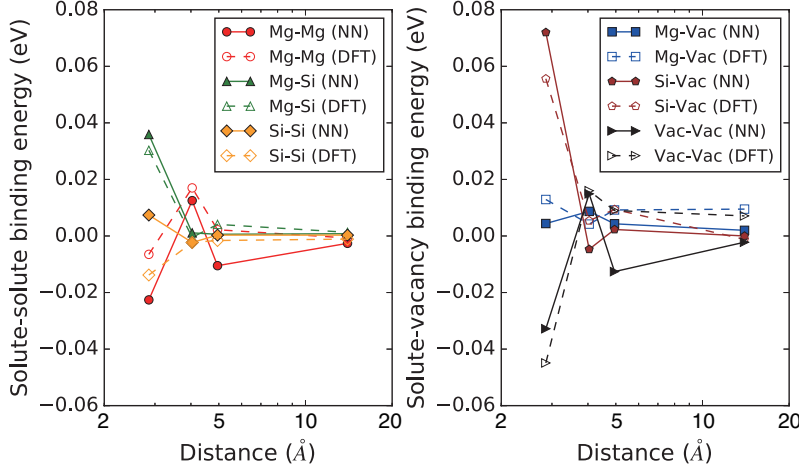 Solute-solute binding energy (eV)
0.08
0.06
0.04
0.02
0.00
−0.02
−0.04
−0.06
Mg-Mg (NN)
Mg-Mg (DFT)
Mg-Si (NN)
Mg-Si (DFT)
Si-Si (NN)
Si-Si (DFT)
2
5
10
20
Distance (Å)
Solute-vacancy binding energy (eV)
0.08
0.06
0.04
0.02
0.00
−0.02
−0.04
−0.06
Mg-Vac (NN)
Mg-Vac (DFT)
Si-Vac (NN)
Si-Vac (DFT)
Vac-Vac (NN)
Vac-Vac (DFT)
2
5
10
20
Distance (Å)